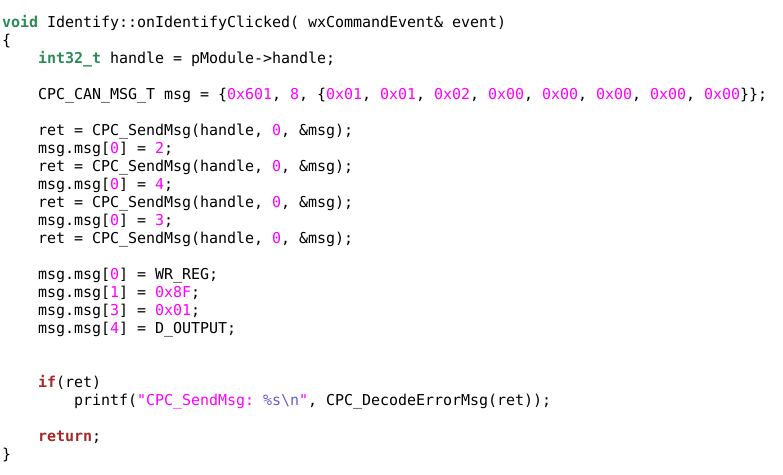 void Identify::onIdentifyClicked( wxCommandEvent& event)
{
    int32_t handle = pModule->handle;

    CPC_CAN_MSG_T msg = {0x601, 8, {0x01, 0x01, 0x02, 0x00, 0x00, 0x00, 0x00, 0x00}};

    ret = CPC_SendMsg(handle, 0, &msg);
    msg.msg[0] = 2;
    ret = CPC_SendMsg(handle, 0, &msg);
    msg.msg[0] = 4;
    ret = CPC_SendMsg(handle, 0, &msg);
    msg.msg[0] = 3;
    ret = CPC_SendMsg(handle, 0, &msg);

    msg.msg[0] = WR_REG;
    msg.msg[1] = 0x8F;
    msg.msg[3] = 0x01;
    msg.msg[4] = D_OUTPUT;


    if(ret)
        printf("CPC_SendMsg: %s\n", CPC_DecodeErrorMsg(ret));

    return;
}